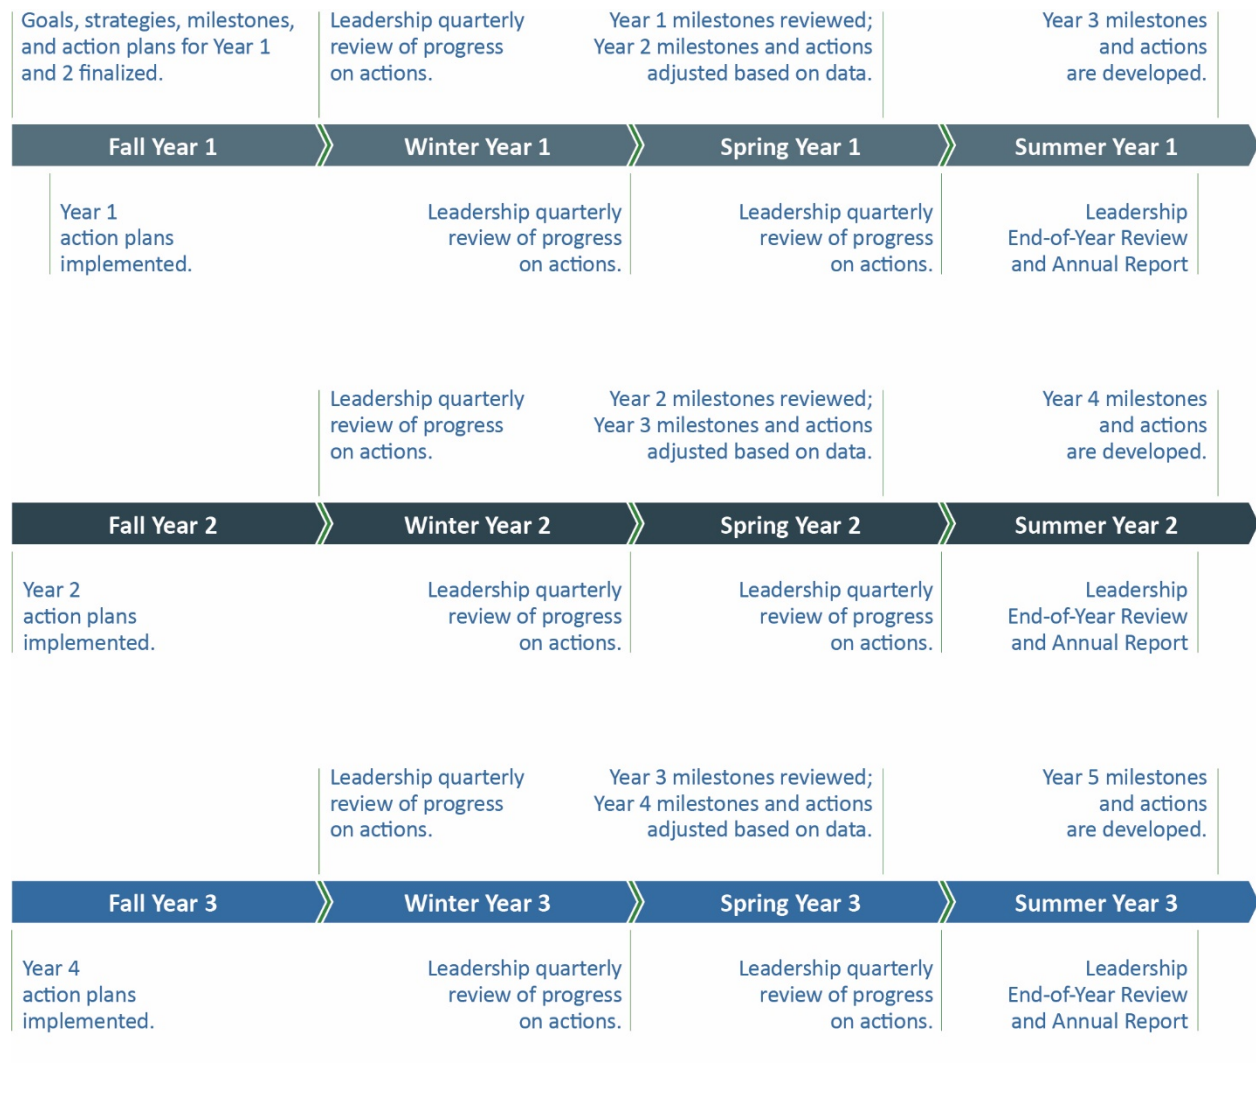 Goals, strategies, milestones,
and action plans for Year 1
and 2 finalized.
Leadership quarterly
review of progress
on actions.
Year 1 milestones reviewed;
Year 2 milestones and actions
adjusted based on data.
Year 3 milestones
and actions
are developed.
Fall Year 1
Winter Year 1
Spring Year 1
Summer Year 1
Year 1
action plans
implemented.
Leadership quarterly
review of progress
on actions.
Leadership quarterly
review of progress
on actions.
Leadership
End-of-Year Review
and Annual Report
Leadership quarterly
review of progress
on actions.
Year 2 milestones reviewed;
Year 3 milestones and actions
adjusted based on data.
Year 4 milestones
and actions
are developed.
Fall Year 2
Winter Year 2
Spring Year 2
Summer Year 2
Year 2
action plans
implemented.
Leadership quarterly
review of progress
on actions.
Leadership quarterly
review of progress
on actions.
Leadership
End-of-Year Review
and Annual Report
Leadership quarterly
review of progress
on actions.
Year 3 milestones reviewed;
Year 4 milestones and actions
adjusted based on data.
Year 5 milestones
and actions
are developed.
Fall Year 3
Winter Year 3
Spring Year 3
Summer Year 3
Year 4
action plans
implemented.
Leadership quarterly
review of progress
on actions.
Leadership quarterly
review of progress
on actions.
Leadership
End-of-Year Review
and Annual Report